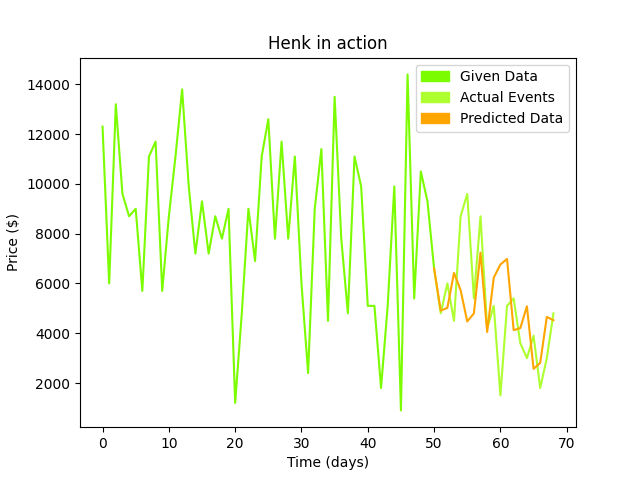 Henk in action
Given Data
Actual Events
Predicted Data
Price ($)
14000
12000
10000
8000
6000
4000
2000
0 10 20 30 40 50 60 70
Time (days)